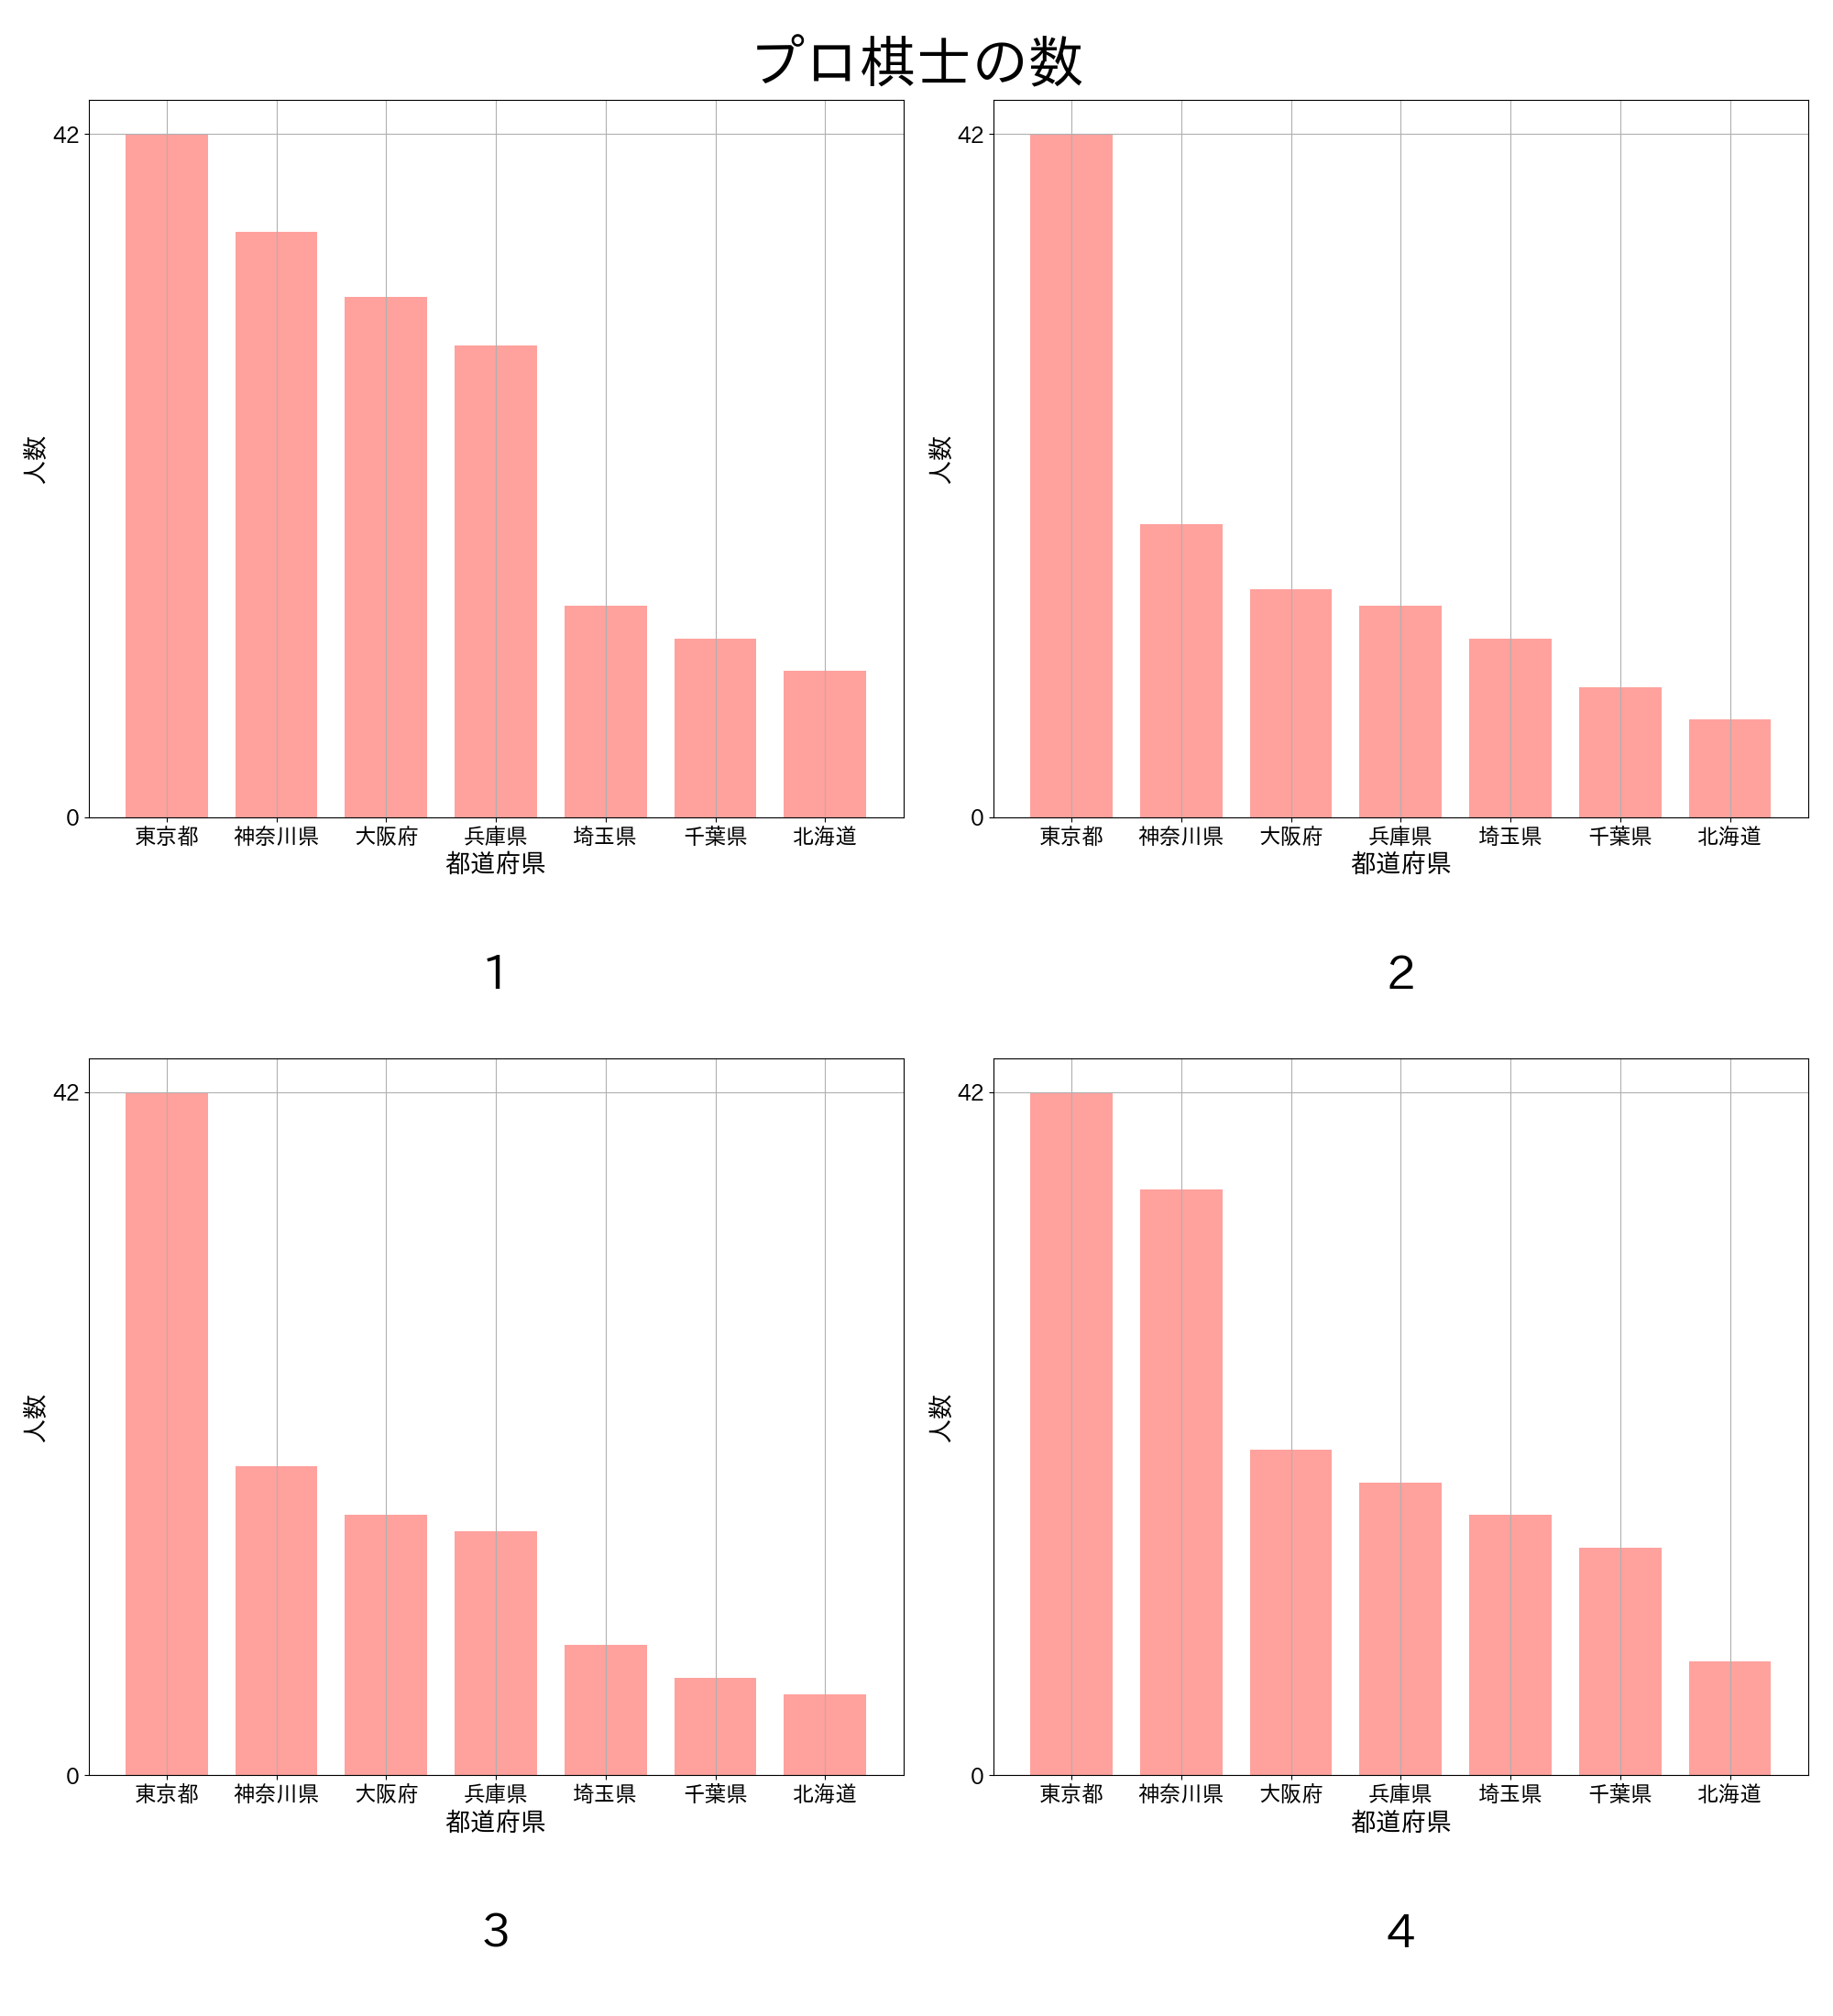 プロ棋士の数
42
0
人数
東京都 神奈川県 大阪府 兵庫県 埼玉県 千葉県 北海道
都道府県
1
42
0
人数
東京都 神奈川県 大阪府 兵庫県 埼玉県 千葉県 北海道
都道府県
2
42
0
人数
東京都 神奈川県 大阪府 兵庫県 埼玉県 千葉県 北海道
都道府県
3
42
0
人数
東京都 神奈川県 大阪府 兵庫県 埼玉県 千葉県 北海道
都道府県
4